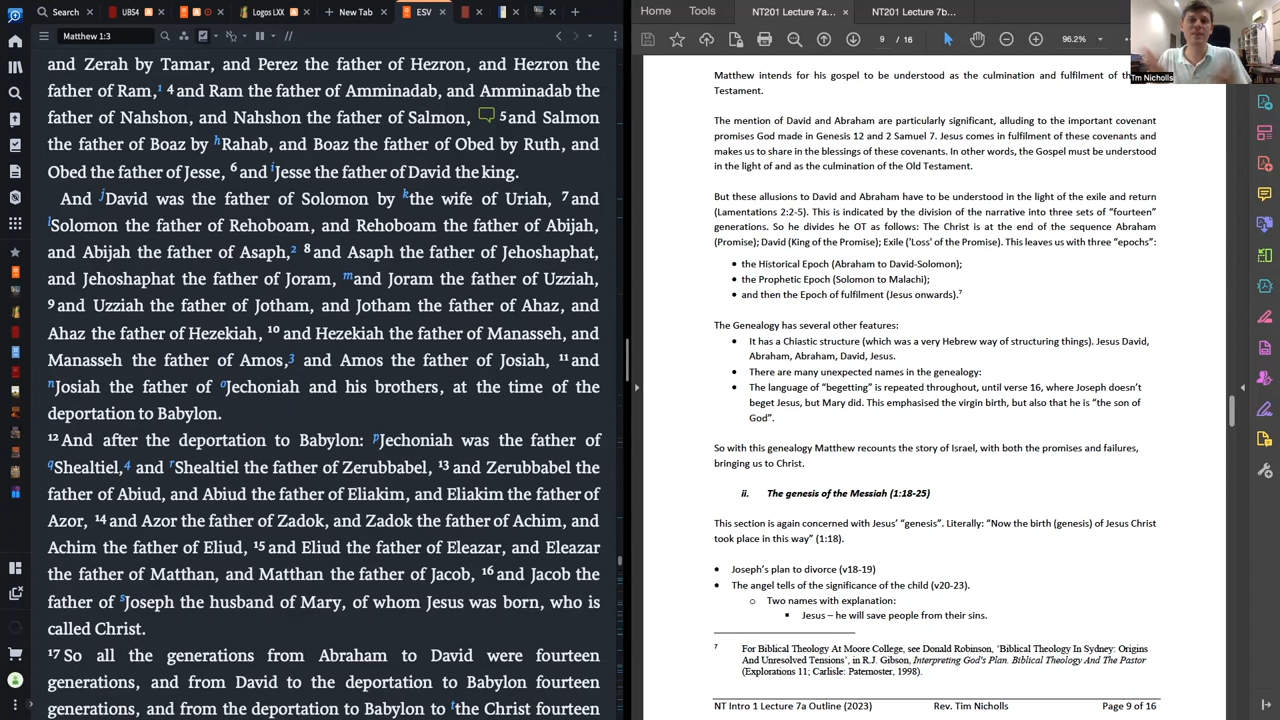 Search
UBS4
A...
Logos LXX
A...
New Tab
ESV
Matthew 1:3
and Zerah by Tamar, and Perez the father of Hezron, and Hezron the
father of Ram,1 4 and Ram the father of Amminadab, and Amminadab the
father of Nahshon, and Nahshon the father of Salmon, 5 and Salmon
the father of Boaz by hRahab, and Boaz the father of Obed by Ruth, and
Obed the father of Jesse, 6 and iJesse the father of David the king.
And jDavid was the father of Solomon by kthe wife of Uriah, 7 and
lSolomon the father of Rehoboam, and Rehoboam the father of Abijah,
and Abijah the father of Asaph,2 8 and Asaph the father of Jehoshaphat,
and Jehoshaphat the father of Joram, mand Joram the father of Uzziah,
9 and Uzziah the father of Jotham, and Jotham the father of Ahaz, and
Ahaz the father of Hezekiah, 10 and Hezekiah the father of Manasseh, and
Manasseh the father of Amos,3 and Amos the father of Josiah, 11 and
nJosiah the father of oJechoniah and his brothers, at the time of the
deportation to Babylon.
12 And after the deportation to Babylon: pJechoniah was the father of
qShealtiel,4 and rShealtiel the father of Zerubbabel, 13 and Zerubbabel the
father of Abiud, and Abiud the father of Eliakim, and Eliakim the father of
Azor, 14 and Azor the father of Zadok, and Zadok the father of Achim, and
Achim the father of Eliud, 15 and Eliud the father of Eleazar, and Eleazar
the father of Matthan, and Matthan the father of Jacob, 16 and Jacob the
father of sJoseph the husband of Mary, of whom Jesus was born, who is
called Christ.
17 So all the generations from Abraham to David were fourteen
generations, and from David to the deportation to Babylon fourteen
generations, and from the deportation to Babylon to tthe Christ fourteen
Home
Tools
NT201 Lecture 7a...
NT201 Lecture 7b...
9 / 16
96.2%
Tim Nicholls
Matthew intends for his gospel to be understood as the culmination and fulfilment of th
Testament.
The mention of David and Abraham are particularly significant, alluding to the important covenant
promises God made in Genesis 12 and 2 Samuel 7. Jesus comes in fulfilment of these covenants and
makes us to share in the blessings of these covenants. In other words, the Gospel must be understood
in the light of and as the culmination of the Old Testament.
But these allusions to David and Abraham have to be understood in the light of the exile and return
(Lamentations 2:2-5). This is indicated by the division of the narrative into three sets of “fourteen”
generations. So he divides he OT as follows: The Christ is at the end of the sequence Abraham
(Promise); David (King of the Promise); Exile ('Loss' of the Promise). This leaves us with three “epochs”:
• the Historical Epoch (Abraham to David-Solomon);
• the Prophetic Epoch (Solomon to Malachi);
• and then the Epoch of fulfilment (Jesus onwards).7
The Genealogy has several other features:
• It has a Chiastic structure (which was a very Hebrew way of structuring things). Jesus David,
Abraham, Abraham, David, Jesus.
• There are many unexpected names in the genealogy:
• The language of “begetting” is repeated throughout, until verse 16, where Joseph doesn’t
beget Jesus, but Mary did. This emphasised the virgin birth, but also that he is “the son of
God”.
So with this genealogy Matthew recounts the story of Israel, with both the promises and failures,
bringing us to Christ.
ii. The genesis of the Messiah (1:18-25)
This section is again concerned with Jesus’ “genesis”. Literally: “Now the birth (genesis) of Jesus Christ
took place in this way” (1:18).
• Joseph’s plan to divorce (v18-19)
• The angel tells of the significance of the child (v20-23).
o Two names with explanation:
▪ Jesus – he will save people from their sins.
7 For Biblical Theology At Moore College, see Donald Robinson, ‘Biblical Theology In Sydney: Origins
And Unresolved Tensions’, in R.J. Gibson, Interpreting God’s Plan. Biblical Theology And The Pastor
(Explorations 11; Carlisle: Paternoster, 1998).
NT Intro 1 Lecture 7a Outline (2023)
Rev. Tim Nicholls
Page 9 of 16